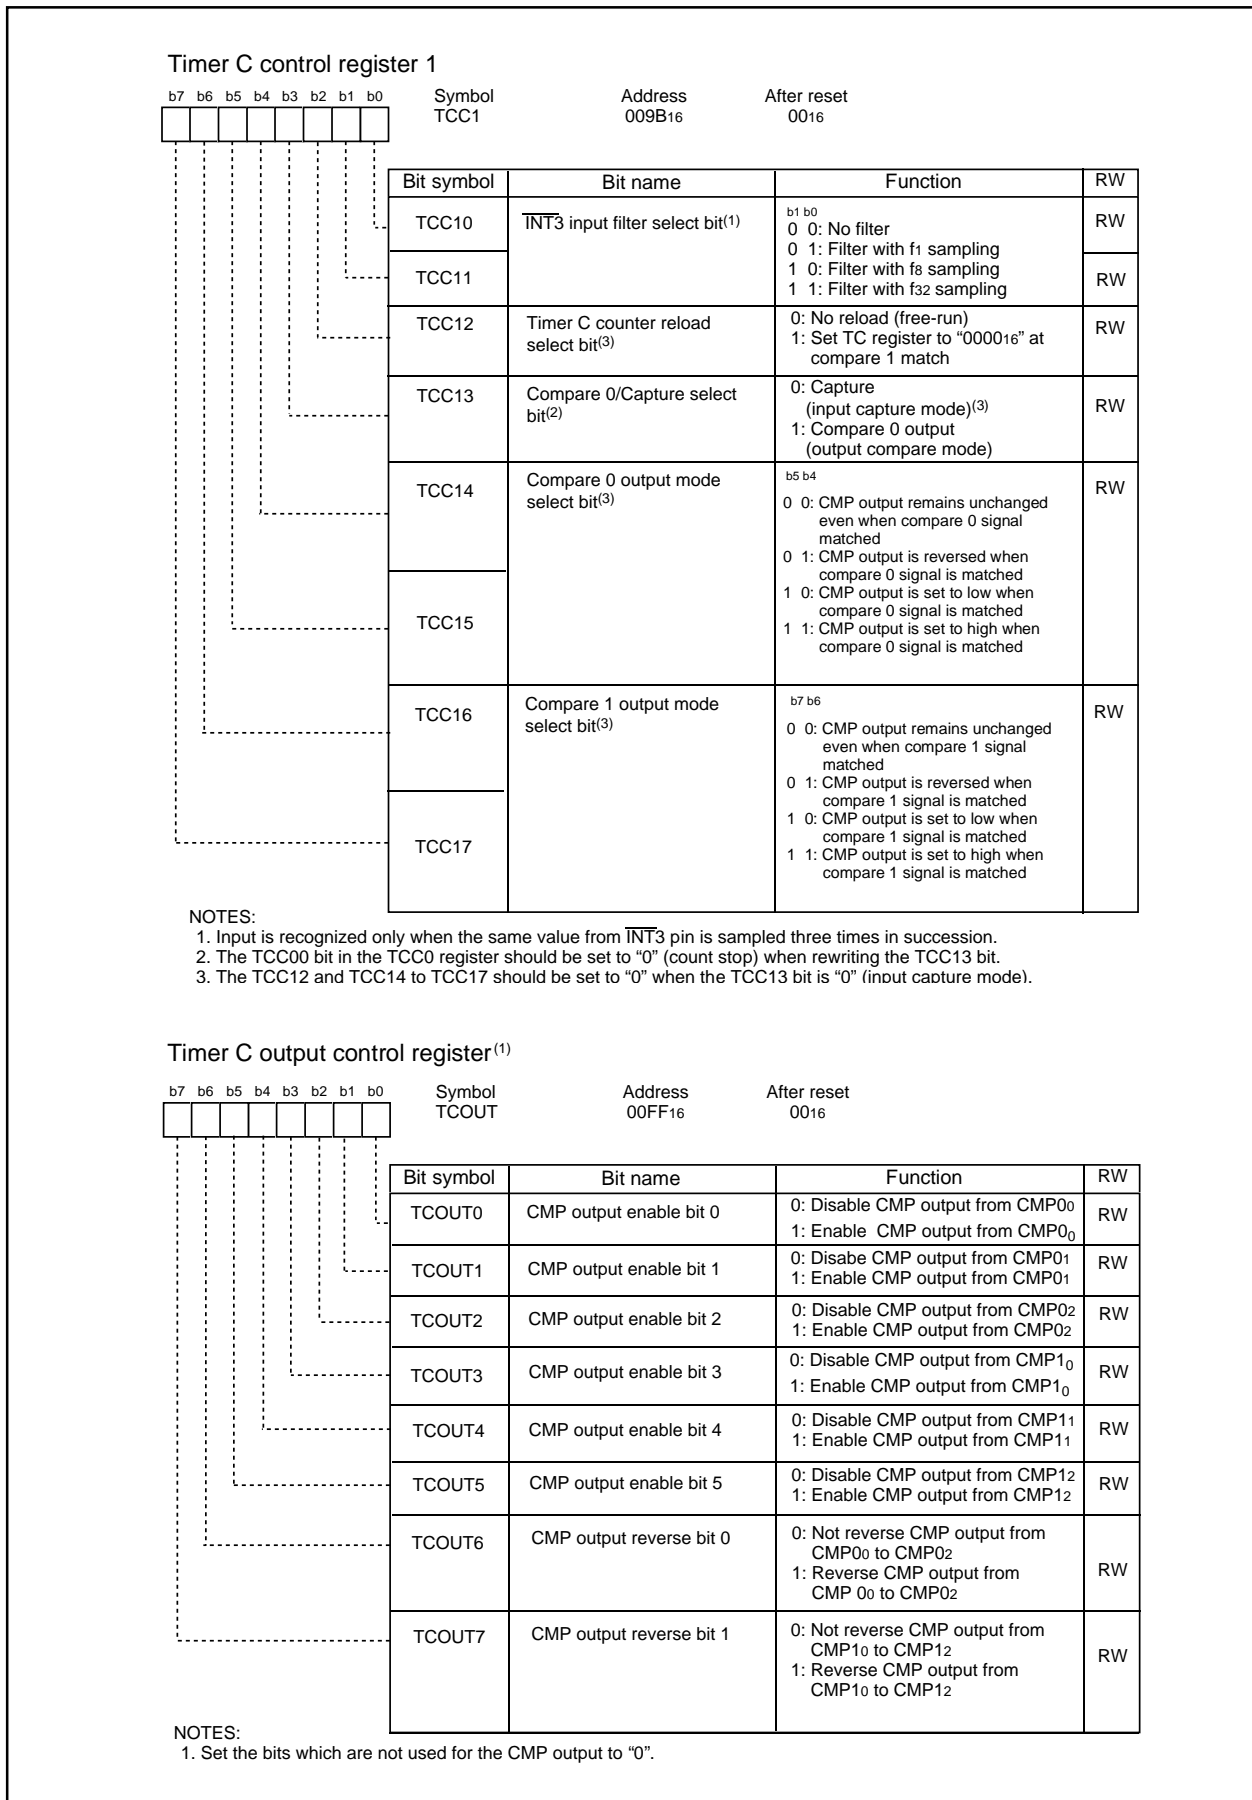 Timer C control register 1
b7 b6 b5 b4 b3 b2 b1 b0
Symbol Address After reset
TCC1 009B16 0016
Bit symbol Bit name Function RW
TCC10 INT3 input filter select bit(1) RW
TCC11 RW
b1 b0
0 0: No filter
0 1: Filter with f1 sampling
1 0: Filter with f8 sampling
1 1: Filter with f32 sampling
TCC12 Timer C counter reload RW
select bit(3)
0: No reload (free-run)
1: Set TC register to “000016” at
compare 1 match
TCC13 Compare 0/Capture select RW
bit(2)
0: Capture
(input capture mode)(3)
1: Compare 0 output
(output compare mode)
TCC14 Compare 0 output mode RW
select bit(3)
TCC15
b5 b4
0 0: CMP output remains unchanged
even when compare 0 signal
matched
0 1: CMP output is reversed when
compare 0 signal is matched
1 0: CMP output is set to low when
compare 0 signal is matched
1 1: CMP output is set to high when
compare 0 signal is matched
TCC16 Compare 1 output mode RW
select bit(3)
TCC17
b7 b6
0 0: CMP output remains unchanged
even when compare 1 signal
matched
0 1: CMP output is reversed when
compare 1 signal is matched
1 0: CMP output is set to low when
compare 1 signal is matched
1 1: CMP output is set to high when
compare 1 signal is matched
NOTES:
1. Input is recognized only when the same value from INT3 pin is sampled three times in succession.
2. The TCC00 bit in the TCC0 register should be set to “0” (count stop) when rewriting the TCC13 bit.
3. The TCC12 and TCC14 to TCC17 should be set to “0” when the TCC13 bit is “0” (input capture mode).
Timer C output control register(1)
b7 b6 b5 b4 b3 b2 b1 b0
Symbol Address After reset
TCOUT 00FF16 0016
Bit symbol Bit name Function RW
TCOUT0 CMP output enable bit 0 RW
0: Disable CMP output from CMP00
1: Enable CMP output from CMP00
TCOUT1 CMP output enable bit 1 RW
0: Disabe CMP output from CMP01
1: Enable CMP output from CMP01
TCOUT2 CMP output enable bit 2 RW
0: Disable CMP output from CMP02
1: Enable CMP output from CMP02
TCOUT3 CMP output enable bit 3 RW
0: Disable CMP output from CMP10
1: Enable CMP output from CMP10
TCOUT4 CMP output enable bit 4 RW
0: Disable CMP output from CMP11
1: Enable CMP output from CMP11
TCOUT5 CMP output enable bit 5 RW
0: Disable CMP output from CMP12
1: Enable CMP output from CMP12
TCOUT6 CMP output reverse bit 0 RW
0: Not reverse CMP output from
CMP00 to CMP02
1: Reverse CMP output from
CMP 00 to CMP02
TCOUT7 CMP output reverse bit 1 RW
0: Not reverse CMP output from
CMP10 to CMP12
1: Reverse CMP output from
CMP10 to CMP12
NOTES:
1. Set the bits which are not used for the CMP output to “0”.